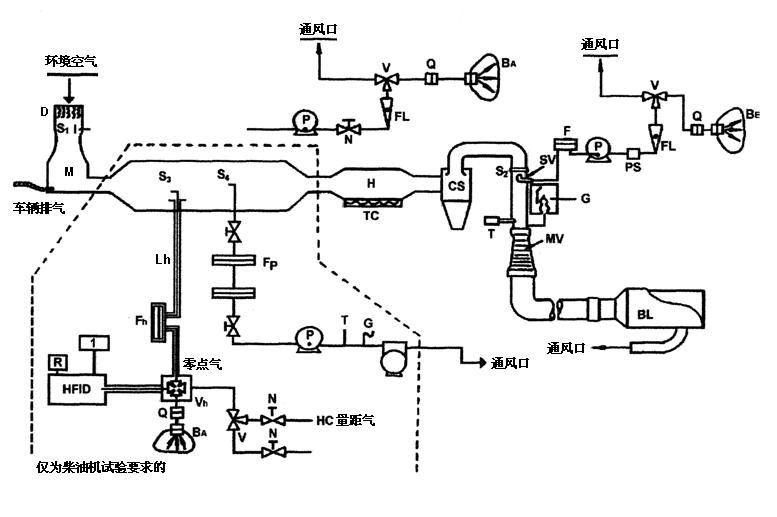 通风口
环境空气
V
Q
BA
通风口
V
Q
BE
D
S1
P
N
FL
F
P
PS
FL
M
S3
S4
H
CS
S2
SV
G
车辆排气
TC
T
MV
Lh
FP
Fh
P
T
G
BL
通风口
通风口
R
1
零点气
HFID
Vh
Q
BA
N
V
HC 量距气
N
仅为柴油机试验要求的